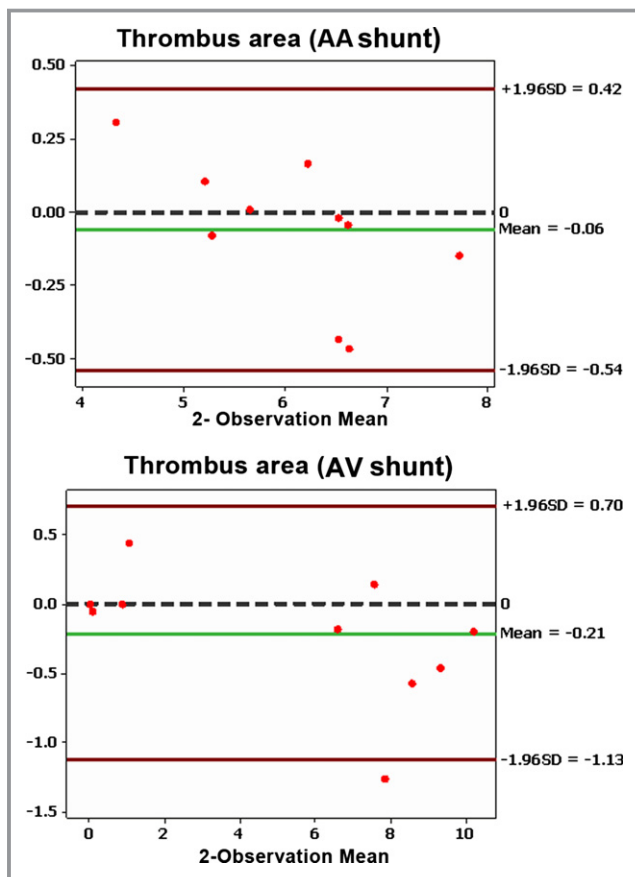 Thrombus area (AA shunt)
0.50
+1.96SD = 0.42
0.25
0.00
0
Mean = -0.06
-0.25
-0.50
-1.96SD = -0.54
4 5 6 7 8
2- Observation Mean
Thrombus area (AV shunt)
+1.96SD = 0.70
0.5
0.0
0
Mean = -0.21
-0.5
-1.0
-1.96SD = -1.13
-1.5
0 2 4 6 8 10
2-Observation Mean